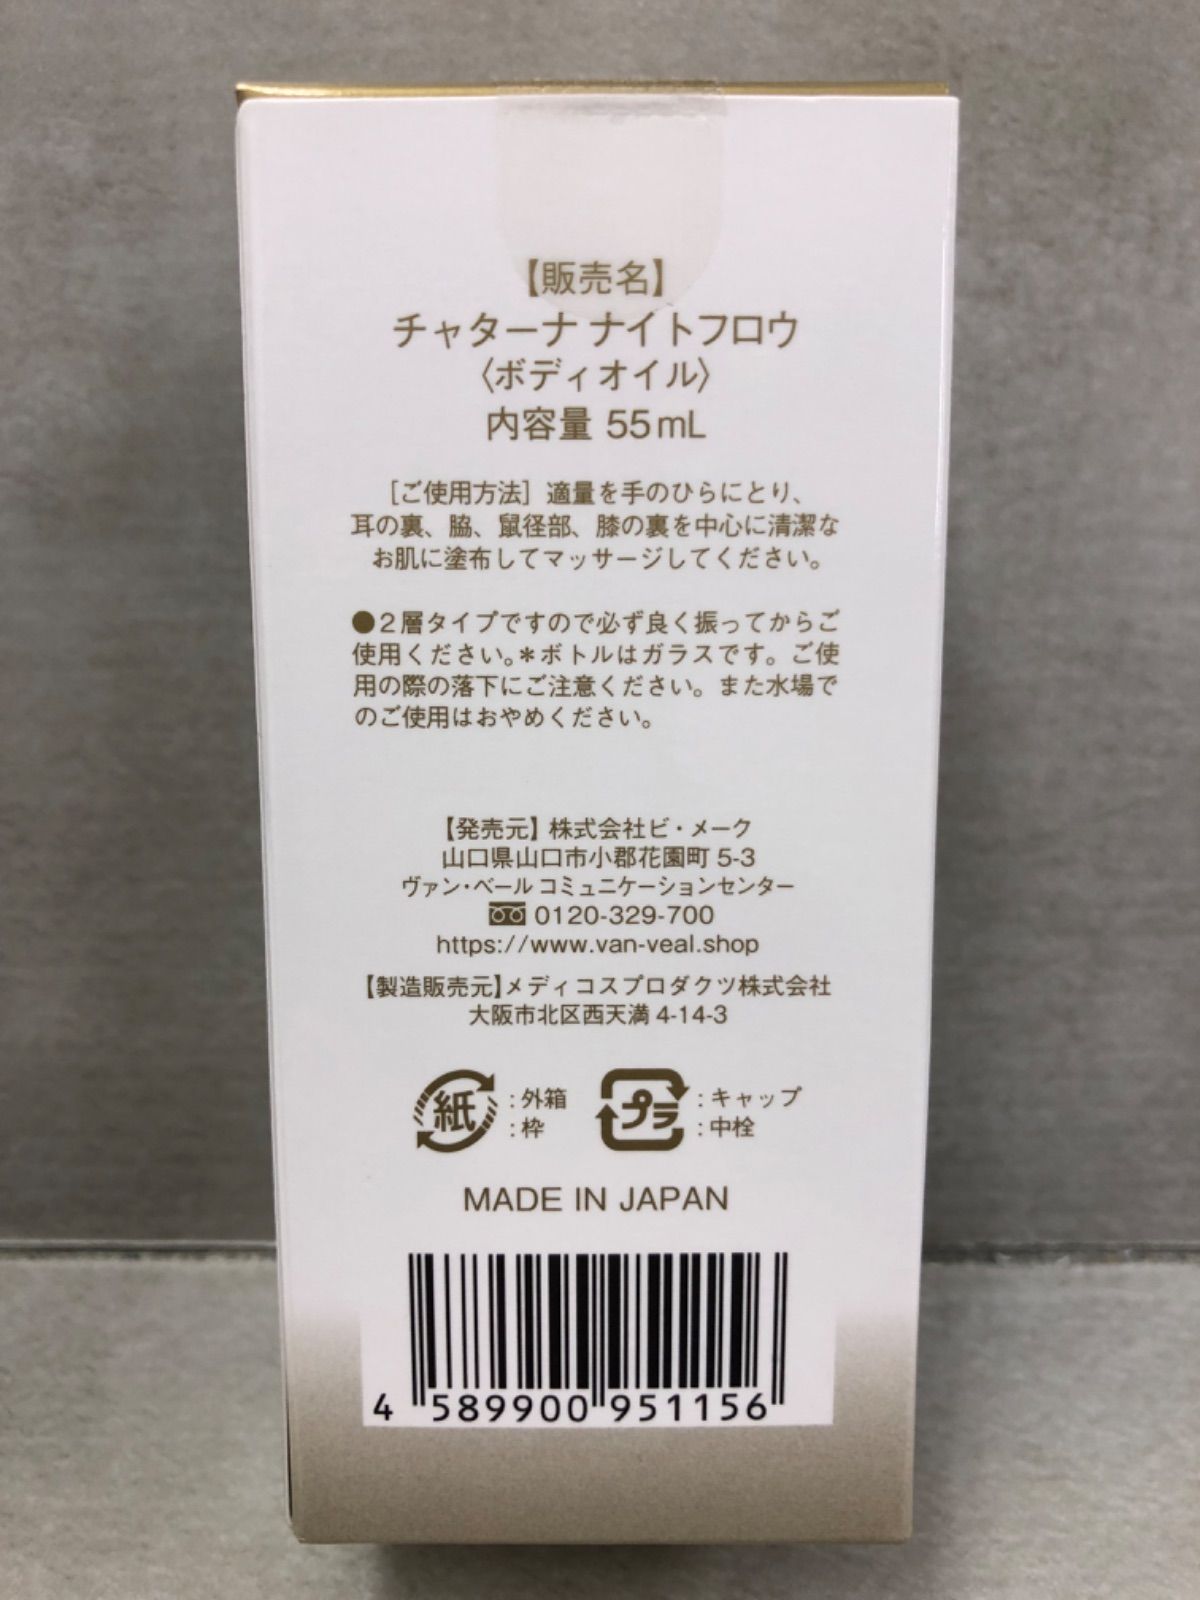 【販売名】
チャターナ ナイトフロウ
〈ボディオイル〉
内容量 55mL
［ご使用方法］適量を手のひらにとり、
耳の裏、脇、鼠径部、膝の裏を中心に清潔な
お肌に塗布してマッサージしてください。
●2層タイプですので必ず良く振ってからご
使用ください。＊ボトルはガラスです。ご使
用の際の落下にご注意ください。また水場で
のご使用はおやめください。
【発売元】株式会社ビ・メーク
山口県山口市小郡花園町 5-3
ヴァン・ベール コミュニケーションセンター
0120-329-700
https://www.van-veal.shop
【製造販売元】メディコスプロダクツ株式会社
大阪市北区西天満 4-14-3
紙 : 外箱 プラ : キャップ
: 枠 : 中栓
MADE IN JAPAN
4 589900 951156